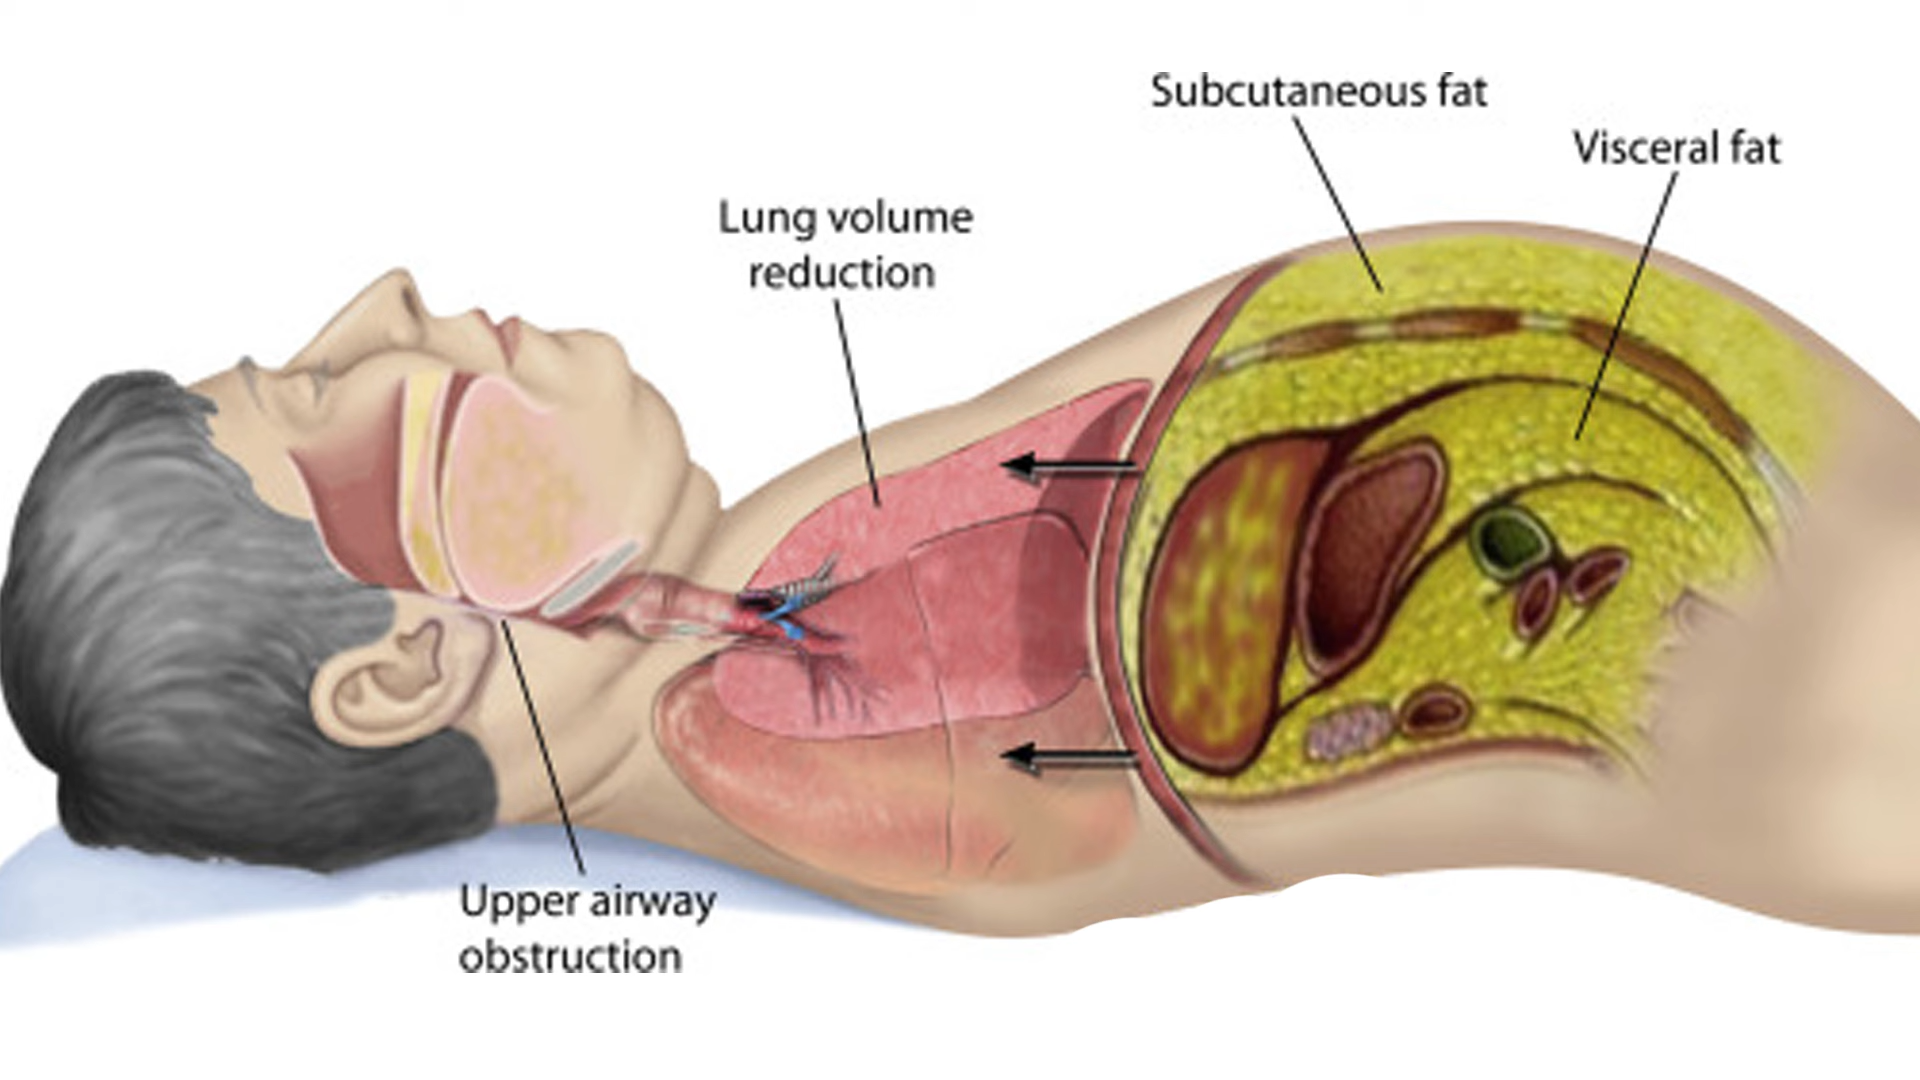 Subcutaneous fat
Visceral fat
Lung volume
reduction
Upper airway
obstruction